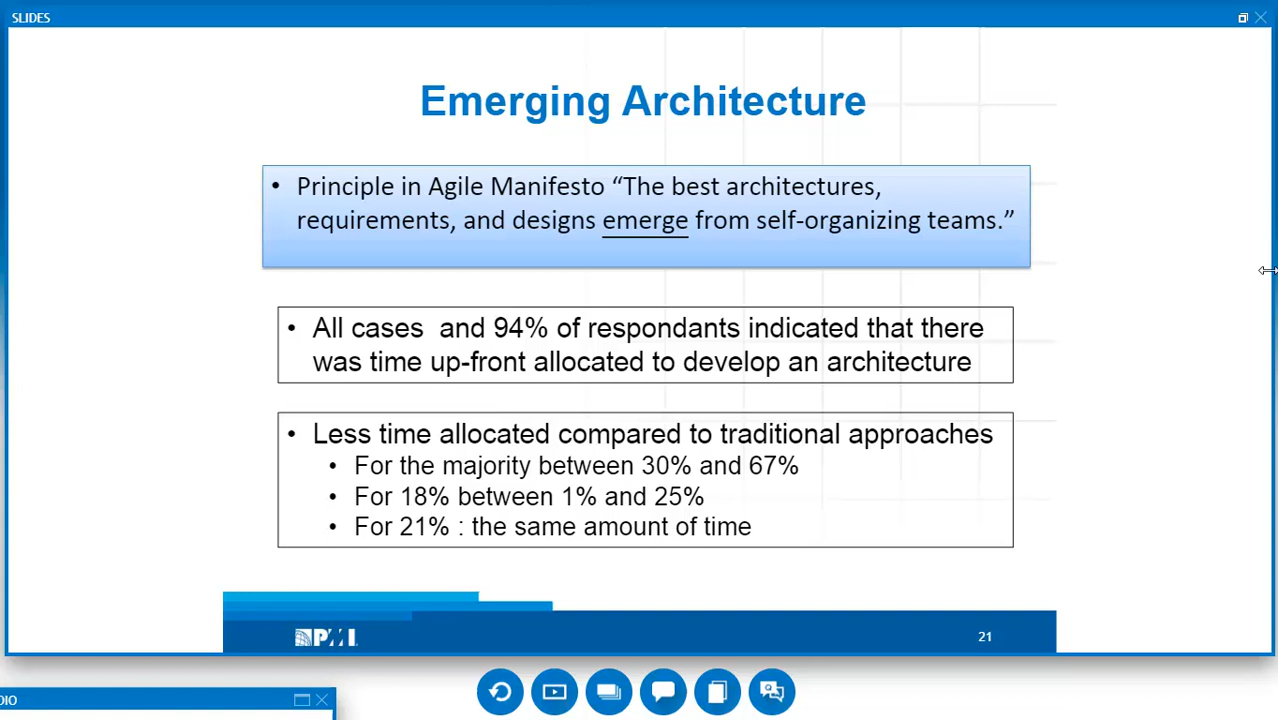 SLIDES
Emerging Architecture
• Principle in Agile Manifesto “The best architectures,
requirements, and designs emerge from self-organizing teams.”
• All cases and 94% of respondants indicated that there
was time up-front allocated to develop an architecture
• Less time allocated compared to traditional approaches
• For the majority between 30% and 67%
• For 18% between 1% and 25%
• For 21% : the same amount of time
PMI
21
DIO